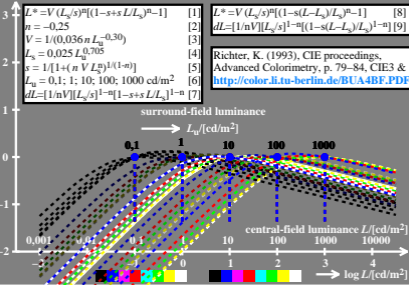 L* =V (Lₛ/s)ⁿ[(1−s+s L/Lₛ)ⁿ−1] [1]
n = −0,25 [2]
V = 1/(0,036 n Lᵤ⁻⁰·³⁰) [3]
Lₛ = 0,025 Lᵤ⁰·⁷⁰⁵ [4]
s = 1/[1+( n V Lᵤⁿ)¹/⁽¹⁻ⁿ⁾] [5]
Lᵤ = 0,1; 1; 10; 100; 1000 cd/m² [6]
dL=[1/nV][Lₛ/s]¹⁻ⁿ[1−s+s L/Lₛ]¹⁻ⁿ [7]
L* =V (Lₛ/s)ⁿ[(1-s(L-Lₛ)/Lₛ)ⁿ−1] [8]
dL=[1/nV][Lₛ/s]¹⁻ⁿ[1-s(L-Lₛ)/Lₛ)¹⁻ⁿ] [9]
Richter, K. (1993), CIE proceedings,
Advanced Colorimetry, p. 79−84, CIE3 &
http://color.li.tu-berlin.de/BUA4BF.PDF
surround-field luminance
Lᵤ/[cd/m²]
0,1 1 10 100 1000
3
1
0
−1
−2
central-field luminance L/[cd/m²]
0,001 0,1 1 10 100 10000
−1 0 1 2 3
log L/[cd/m²]